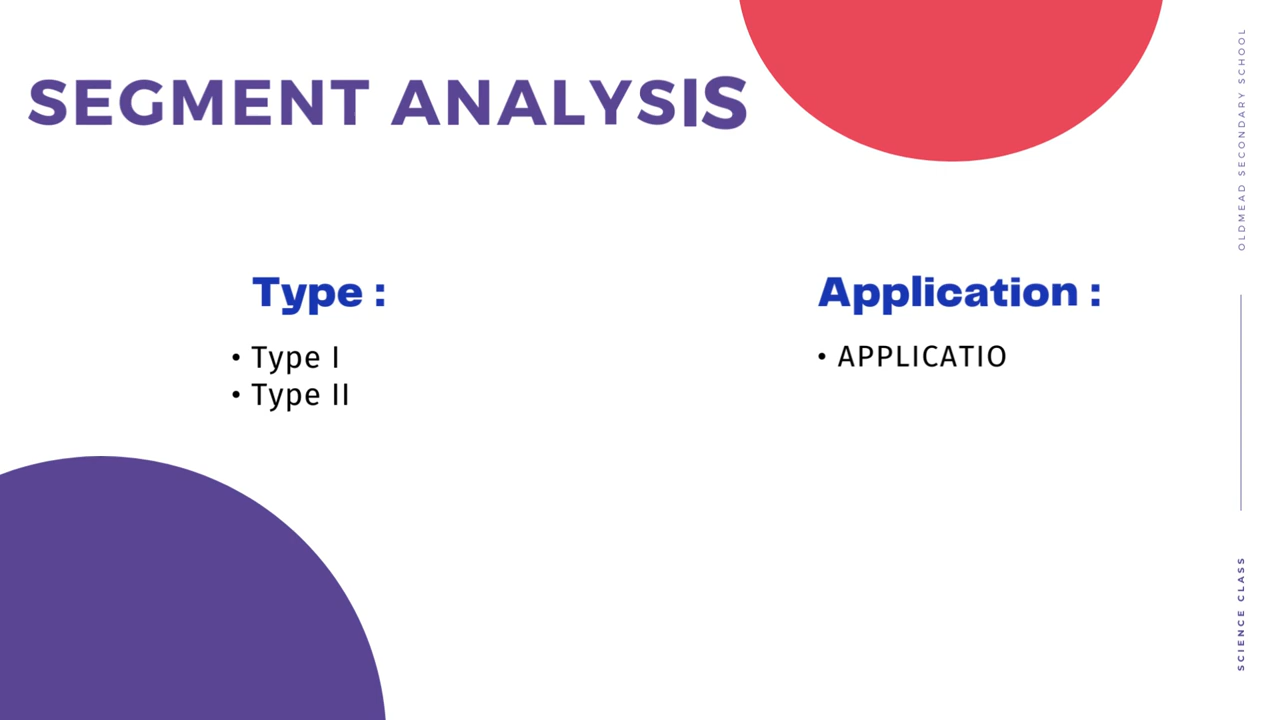 SEGMENT ANALYSIS
Type :
• Type I
• Type II
Application :
• APPLICATIO
OLDMEAD SECONDARY SCHOOL
SCIENCE CLASS